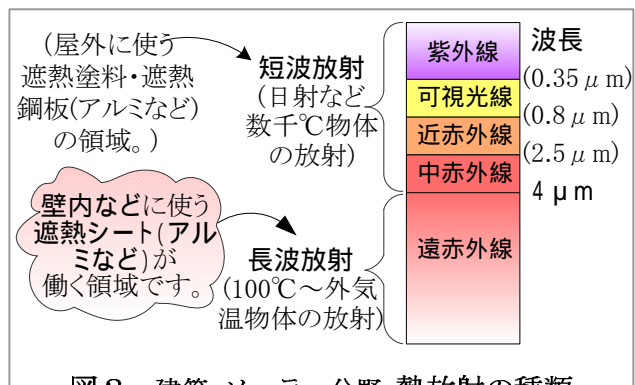 (屋外に使う
遮熱塗料・遮熱
鋼板(アルミなど)
の領域。)
壁内などに使う
遮熱シート(アル
ミなど)が
働く領域です。
短波放射
(日射など
数千℃物体
の放射)
長波放射
(100℃～外気
温物体の放射)
紫外線
可視光線
近赤外線
中赤外線
遠赤外線
波長
(0.35μm)
(0.8μm)
(2.5μm)
4μm